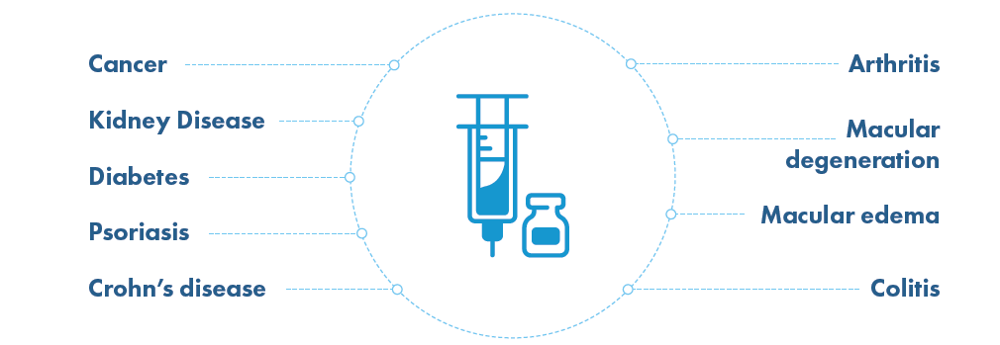 Cancer
Kidney Disease
Diabetes
Psoriasis
Crohn’s disease
Arthritis
Macular
degeneration
Macular edema
Colitis